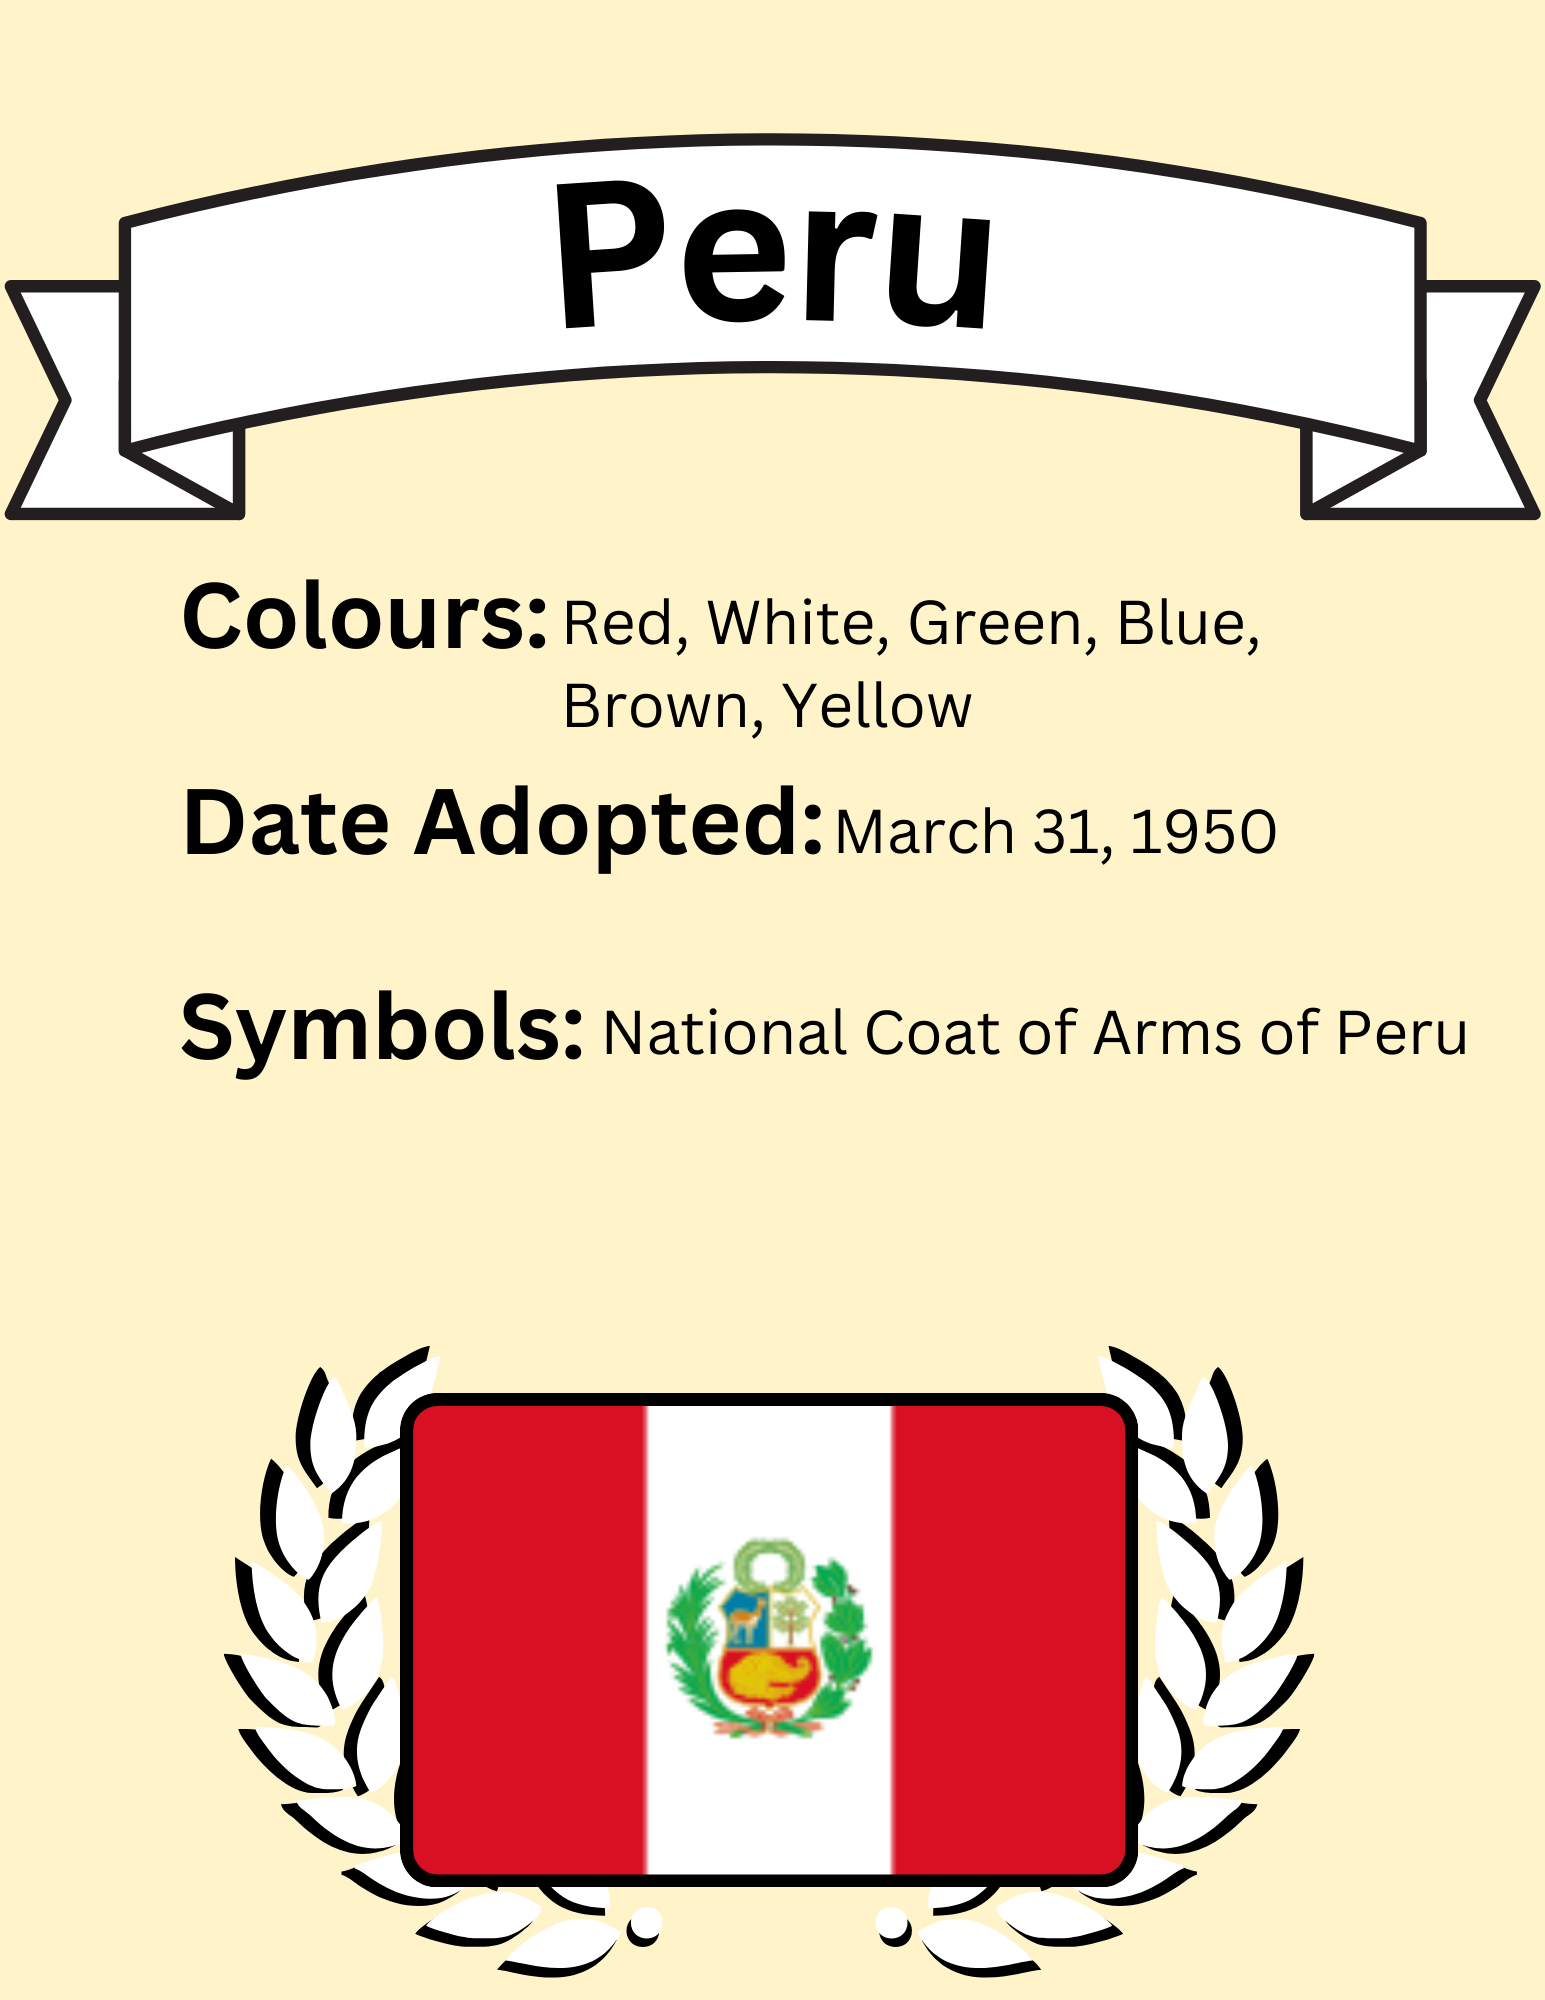 Peru
Colours: Red, White, Green, Blue,
Brown, Yellow
Date Adopted: March 31, 1950
Symbols: National Coat of Arms of Peru